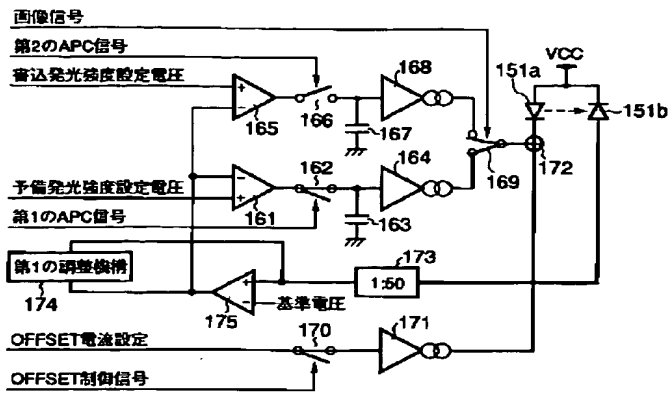 画像信号
第2のAPC信号
書込発光強度設定電圧
VCC
151a
168
151b
+
−
165
166
167
169
172
162
164
−
+
予備発光強度設定電圧
第1のAPC信号
161
163
173
第1の調整機構
1:50
174
+
−
基準電圧
175
OFFSET電流設定
170
171
OFFSET制御信号